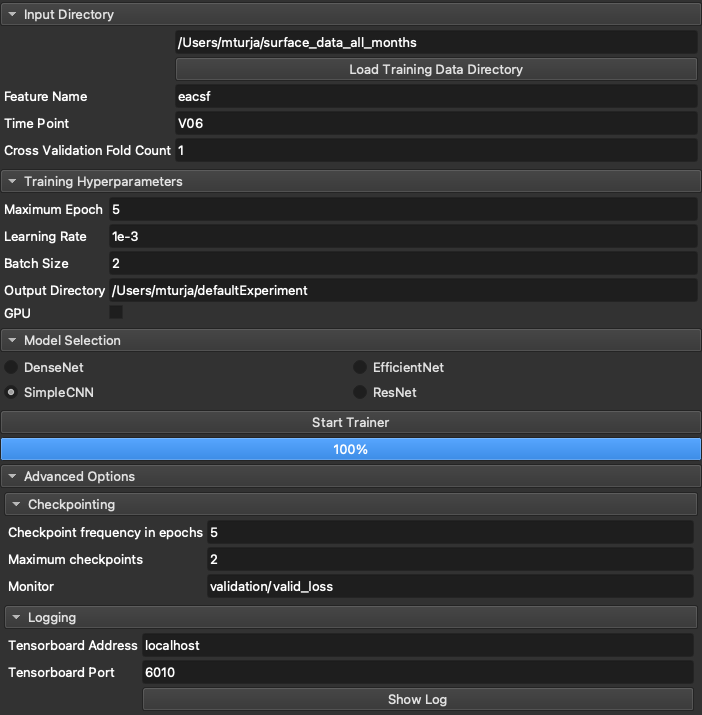 Input Directory
/Users/mturja/surface_data_all_months
Load Training Data Directory
Feature Name eacsf
Time Point V06
Cross Validation Fold Count 1
Training Hyperparameters
Maximum Epoch 5
Learning Rate 1e-3
Batch Size 2
Output Directory /Users/mturja/defaultExperiment
GPU
Model Selection
DenseNet EfficientNet
SimpleCNN ResNet
Start Trainer
100%
Advanced Options
Checkpointing
Checkpoint frequency in epochs 5
Maximum checkpoints 2
Monitor validation/valid_loss
Logging
Tensorboard Address localhost
Tensorboard Port 6010
Show Log